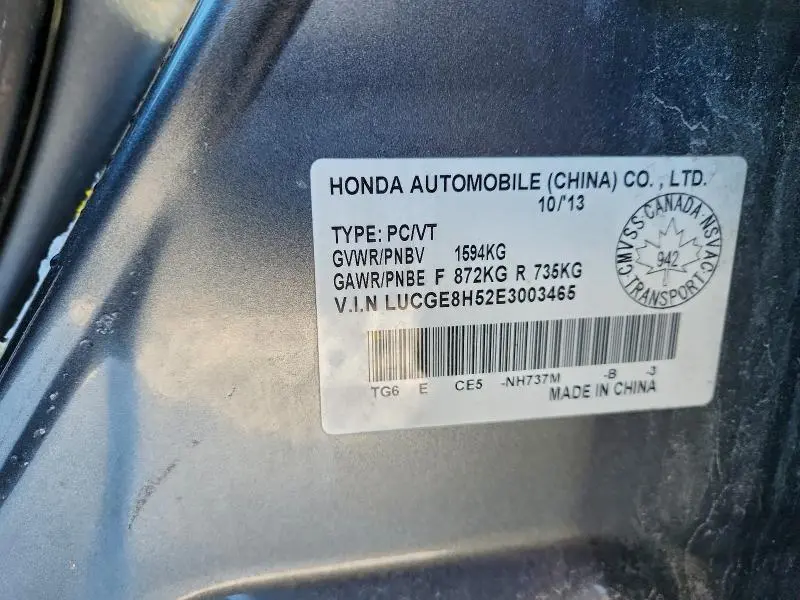 HONDA AUTOMOBILE (CHINA) CO., LTD.
10/'13
TYPE: PC/VT
GVWR/PNBV 1594KG
GAWR/PNBE F 872KG R 735KG
V.I.N LUCGE8H52E3003465
CMVSS·CANADA·NSVAC
942
TRANSPORT
TG6 E CE5 -NH737M -B -3
MADE IN CHINA